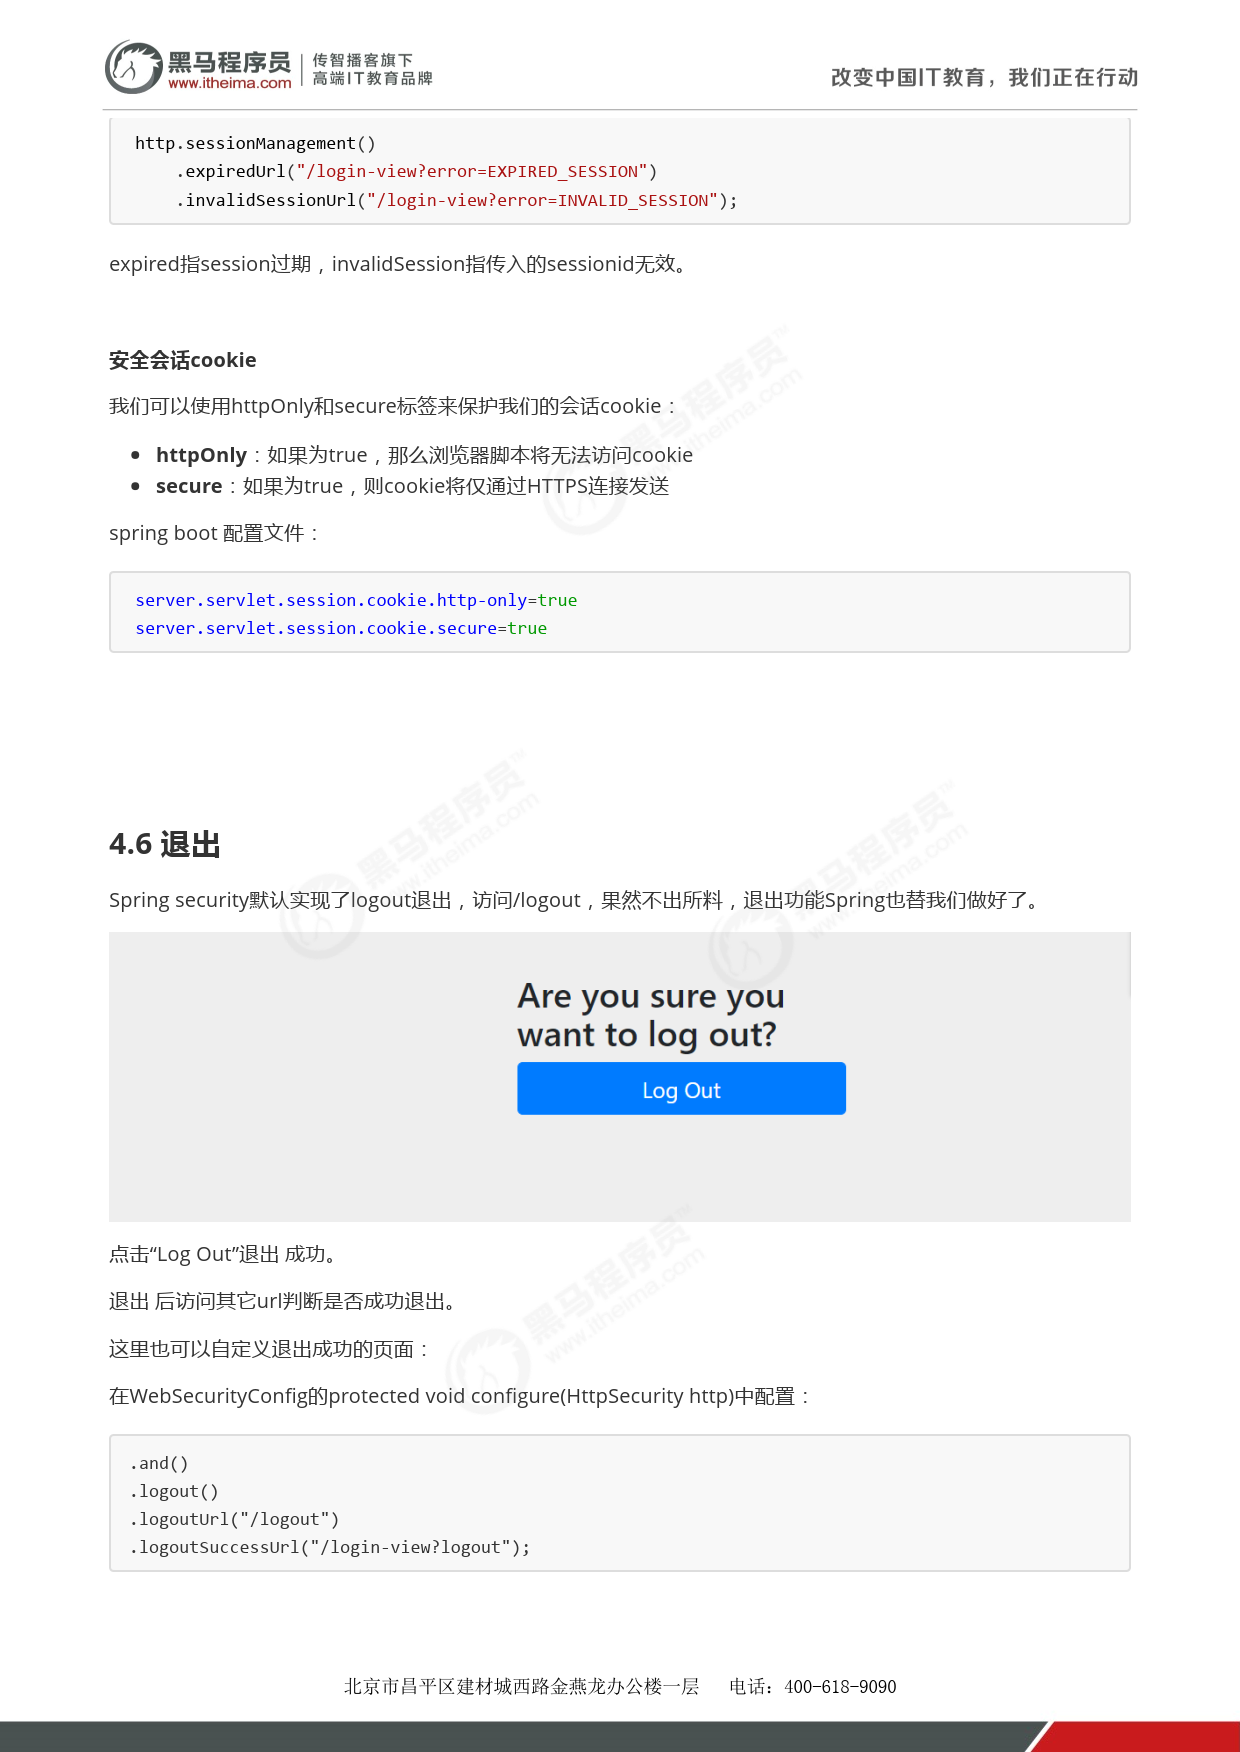 黑马程序员
www.itheima.com
传智播客旗下
高端IT教育品牌
改变中国IT教育，我们正在行动
http.sessionManagement()
    .expiredUrl("/login-view?error=EXPIRED_SESSION")
    .invalidSessionUrl("/login-view?error=INVALID_SESSION");
expired指session过期，invalidSession指传入的sessionid无效。
安全会话cookie
我们可以使用httpOnly和secure标签来保护我们的会话cookie：
• httpOnly：如果为true，那么浏览器脚本将无法访问cookie
• secure：如果为true，则cookie将仅通过HTTPS连接发送
spring boot 配置文件：
server.servlet.session.cookie.http-only=true
server.servlet.session.cookie.secure=true
4.6 退出
Spring security默认实现了logout退出，访问/logout，果然不出所料，退出功能Spring也替我们做好了。
Are you sure you
want to log out?
Log Out
点击“Log Out”退出 成功。
退出 后访问其它url判断是否成功退出。
这里也可以自定义退出成功的页面：
在WebSecurityConfig的protected void configure(HttpSecurity http)中配置：
.and()
.logout()
.logoutUrl("/logout")
.logoutSuccessUrl("/login-view?logout");
北京市昌平区建材城西路金燕龙办公楼一层 电话：400-618-9090